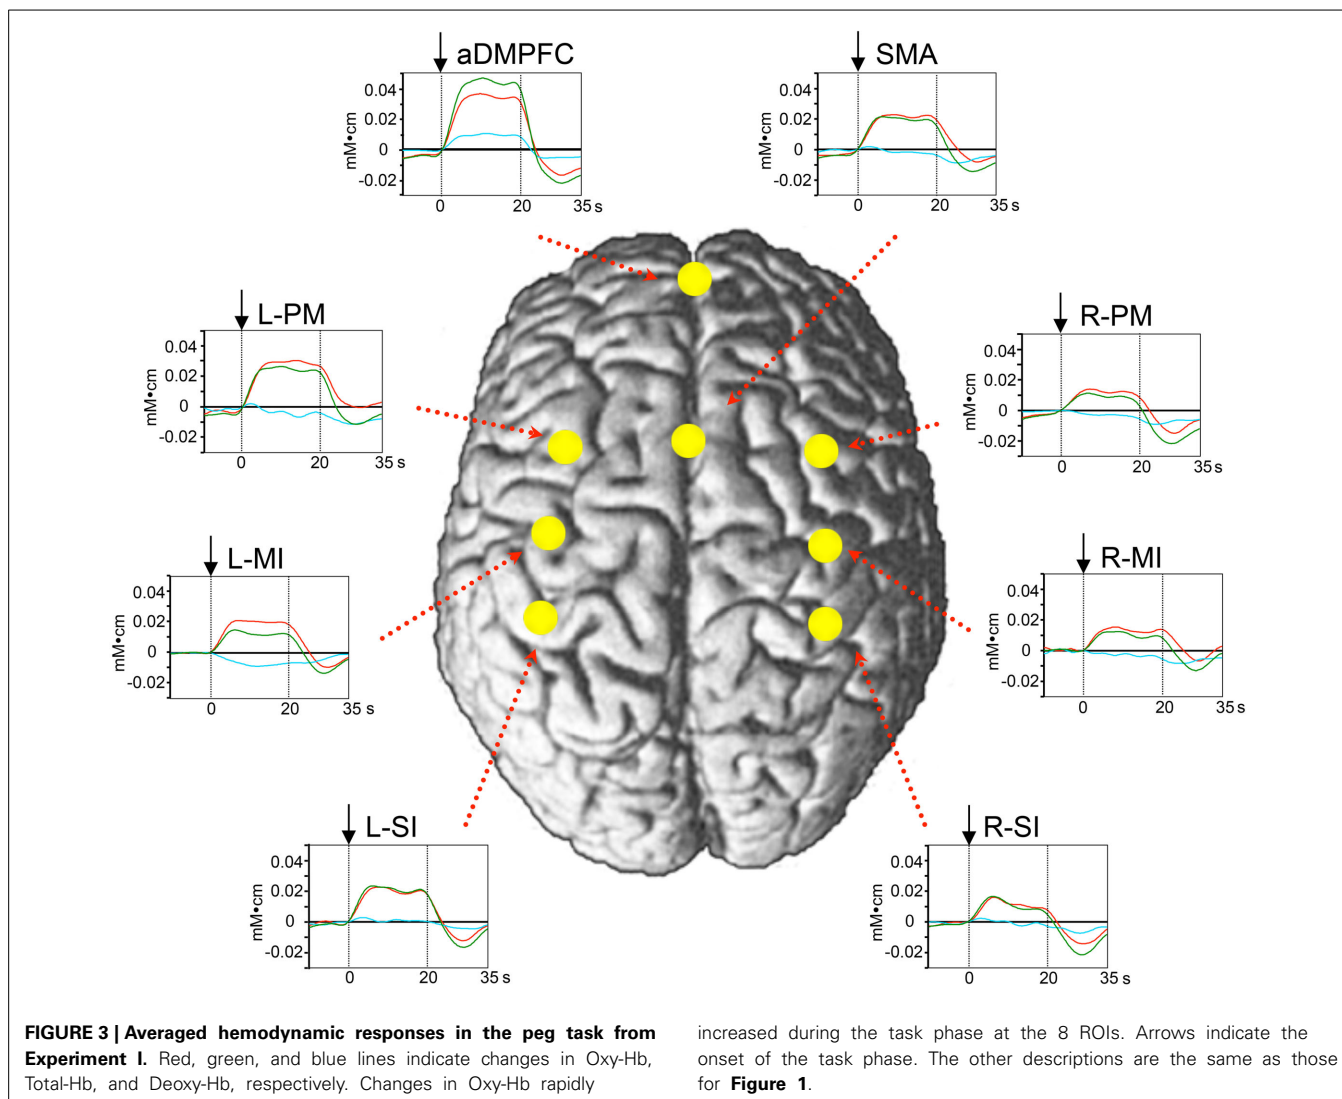 aDMPFC
0.04
0.02
0
-0.02
mM•cm
0
20
35 s
SMA
0.04
0.02
0
-0.02
mM•cm
0
20
35 s
L-PM
0.04
0.02
0
-0.02
mM•cm
0
20
35 s
R-PM
0.04
0.02
0
-0.02
mM•cm
0
20
35 s
L-MI
0.04
0.02
0
-0.02
mM•cm
0
20
35 s
R-MI
0.04
0.02
0
-0.02
mM•cm
0
20
35 s
L-SI
0.04
0.02
0
-0.02
mM•cm
0
20
35 s
R-SI
0.04
0.02
0
-0.02
mM•cm
0
20
35 s
FIGURE 3 | Averaged hemodynamic responses in the peg task from
Experiment I. Red, green, and blue lines indicate changes in Oxy-Hb,
Total-Hb, and Deoxy-Hb, respectively. Changes in Oxy-Hb rapidly
increased during the task phase at the 8 ROIs. Arrows indicate the
onset of the task phase. The other descriptions are the same as those
for Figure 1.